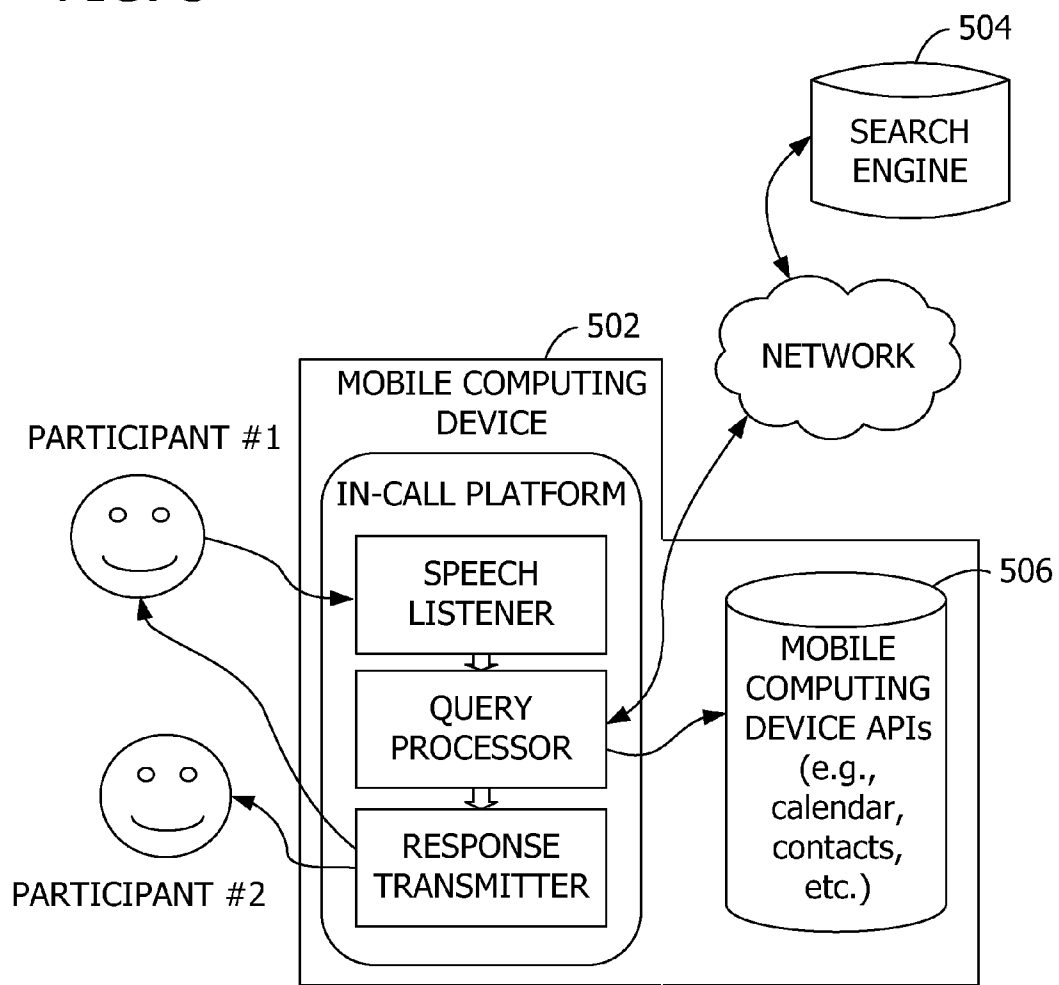 504
SEARCH
ENGINE
NETWORK
502
MOBILE COMPUTING
DEVICE
PARTICIPANT #1
IN-CALL PLATFORM
SPEECH
LISTENER
506
MOBILE
COMPUTING
DEVICE APIs
(e.g.,
calendar,
contacts,
etc.)
QUERY
PROCESSOR
RESPONSE
TRANSMITTER
PARTICIPANT #2